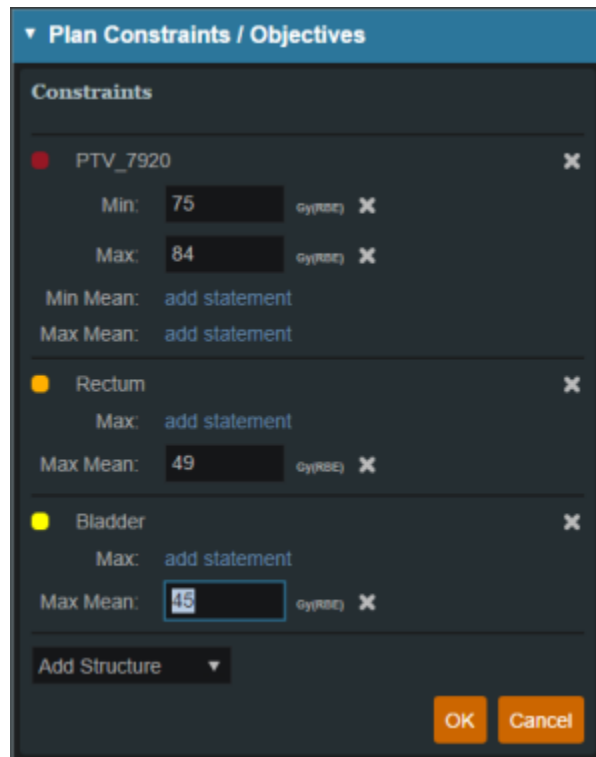 Plan Constraints / Objectives
Constraints
PTV_7920
Min: 75 Gy(RBE)
Max: 84 Gy(RBE)
Min Mean: add statement
Max Mean: add statement
Rectum
Max: add statement
Max Mean: 49 Gy(RBE)
Bladder
Max: add statement
Max Mean: 45 Gy(RBE)
Add Structure
OK Cancel